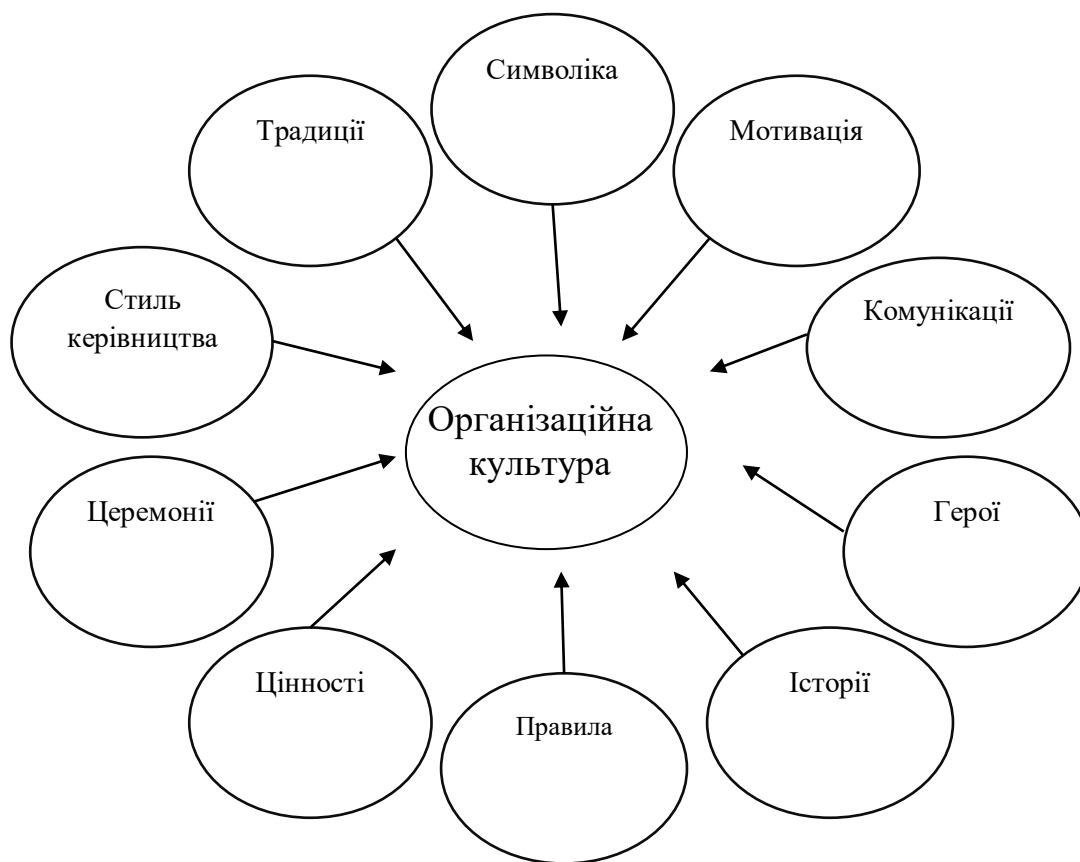 Символіка
Традиції
Мотивація
Стиль
керівництва
Комунікації
Організаційна
культура
Церемонії
Герої
Цінності
Історії
Правила